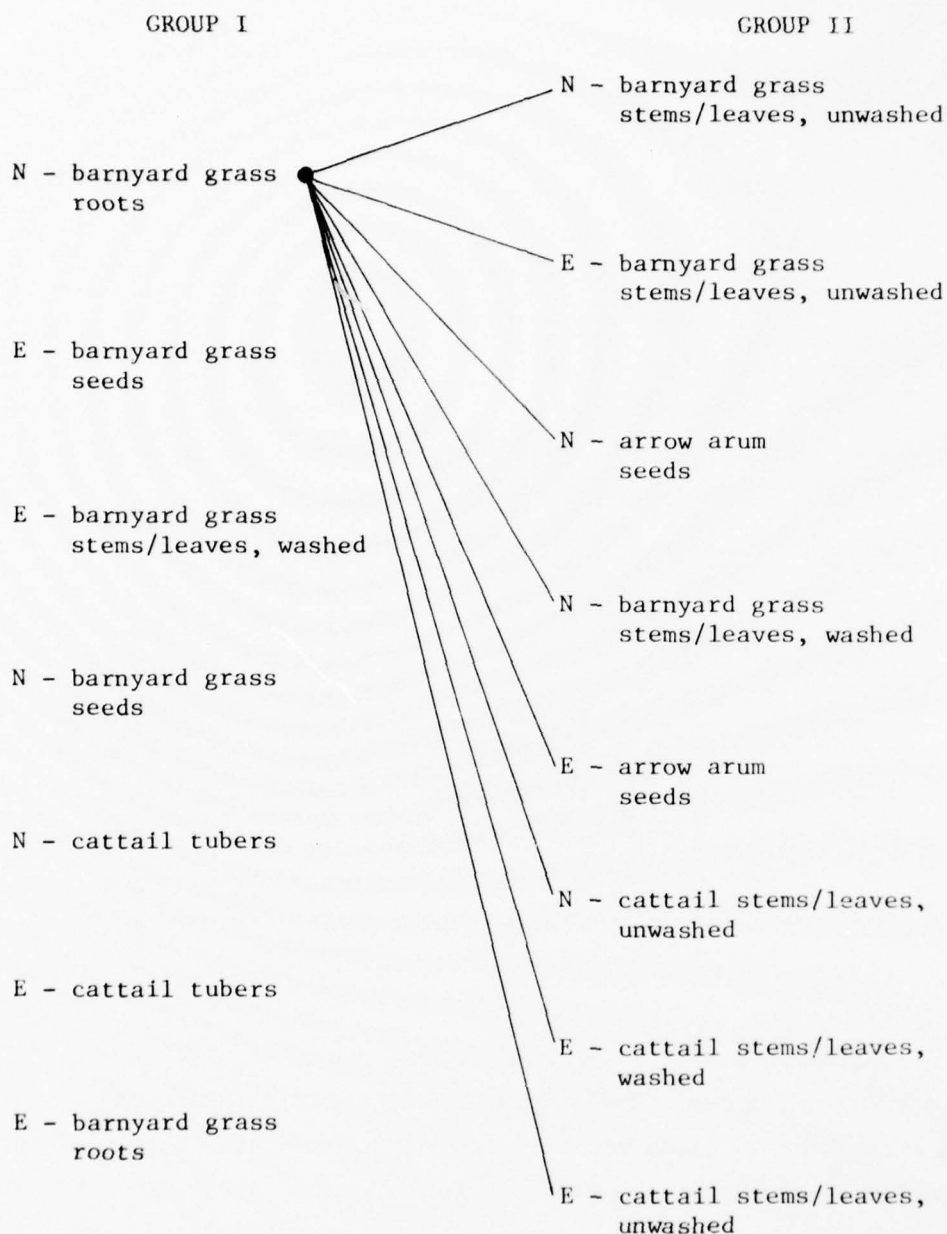 GROUP I
N - barnyard grass
roots
E - barnyard grass
seeds
E - barnyard grass
stems/leaves, washed
N - barnyard grass
seeds
N - cattail tubers
E - cattail tubers
E - barnyard grass
roots
GROUP II
N - barnyard grass
stems/leaves, unwashed
E - barnyard grass
stems/leaves, unwashed
N - arrow arum
seeds
N - barnyard grass
stems/leaves, washed
E - arrow arum
seeds
N - cattail stems/leaves,
unwashed
E - cattail stems/leaves,
washed
E - cattail stems/leaves,
unwashed